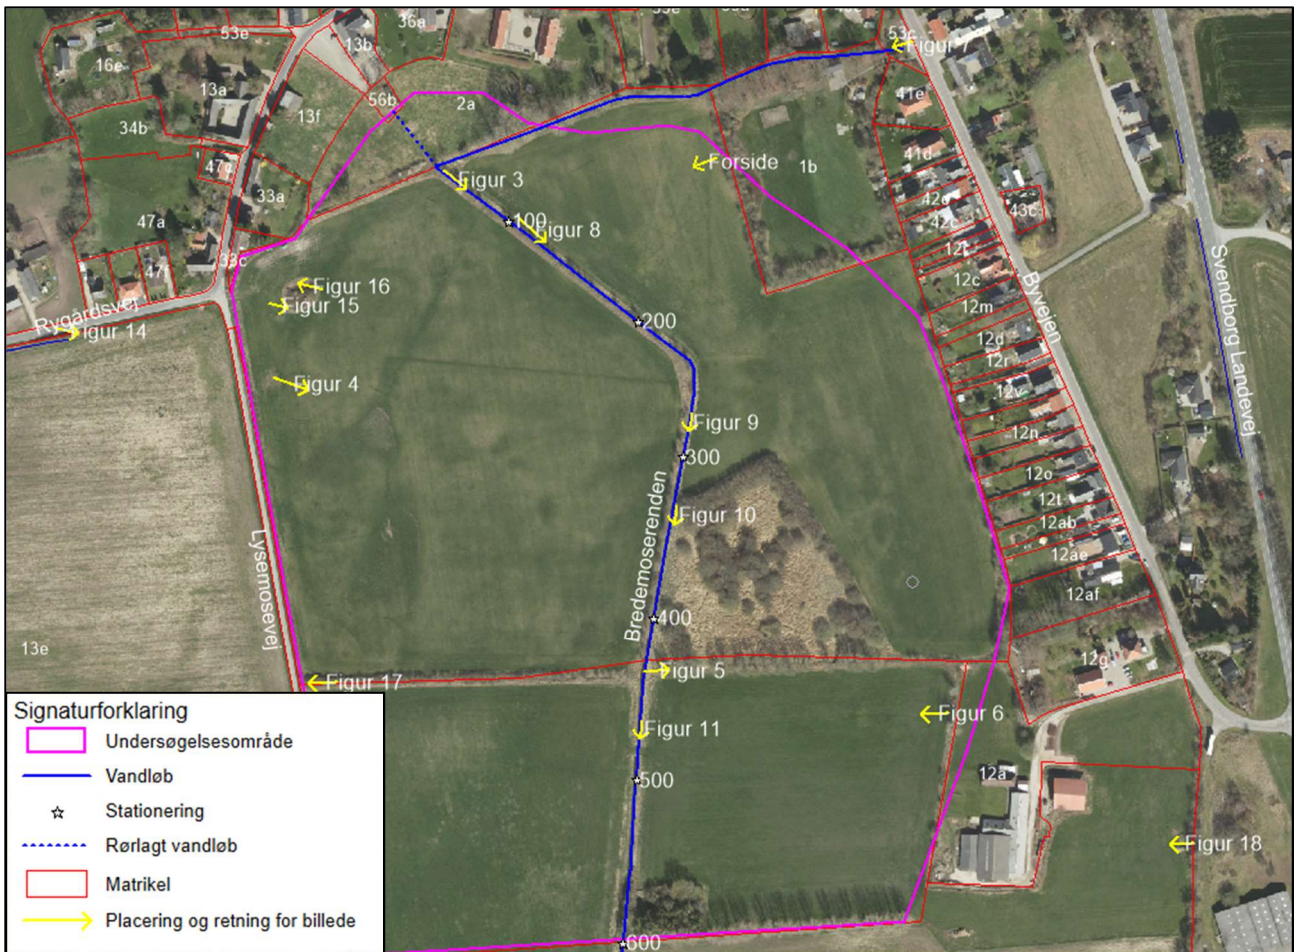 36a
53e
13b
53c
Figur 7
16e
13a
56b
2a
41e
34b
13f
47d
33a
Figur 3
Forside
1b
41d
42d
42c
43c
47a
100
Figur 8
33c
47f
12f
12c
Figur 16
Figur 15
12m
Rygårdsvej
Figur 14
200
12d
12r
Byvejen
Svendborg Landevej
Figur 4
12v
Figur 9
12n
300
12o
Figur 10
12t
12ab
12ae
Lysemosevej
Bredemoserenden
12af
400
13e
Figur 5
12g
Figur 17
Figur 6
Figur 11
500
12a
Figur 18
600
Signaturforklaring
Undersøgelsesområde
Vandløb
Stationering
Rørlagt vandløb
Matrikel
Placering og retning for billede